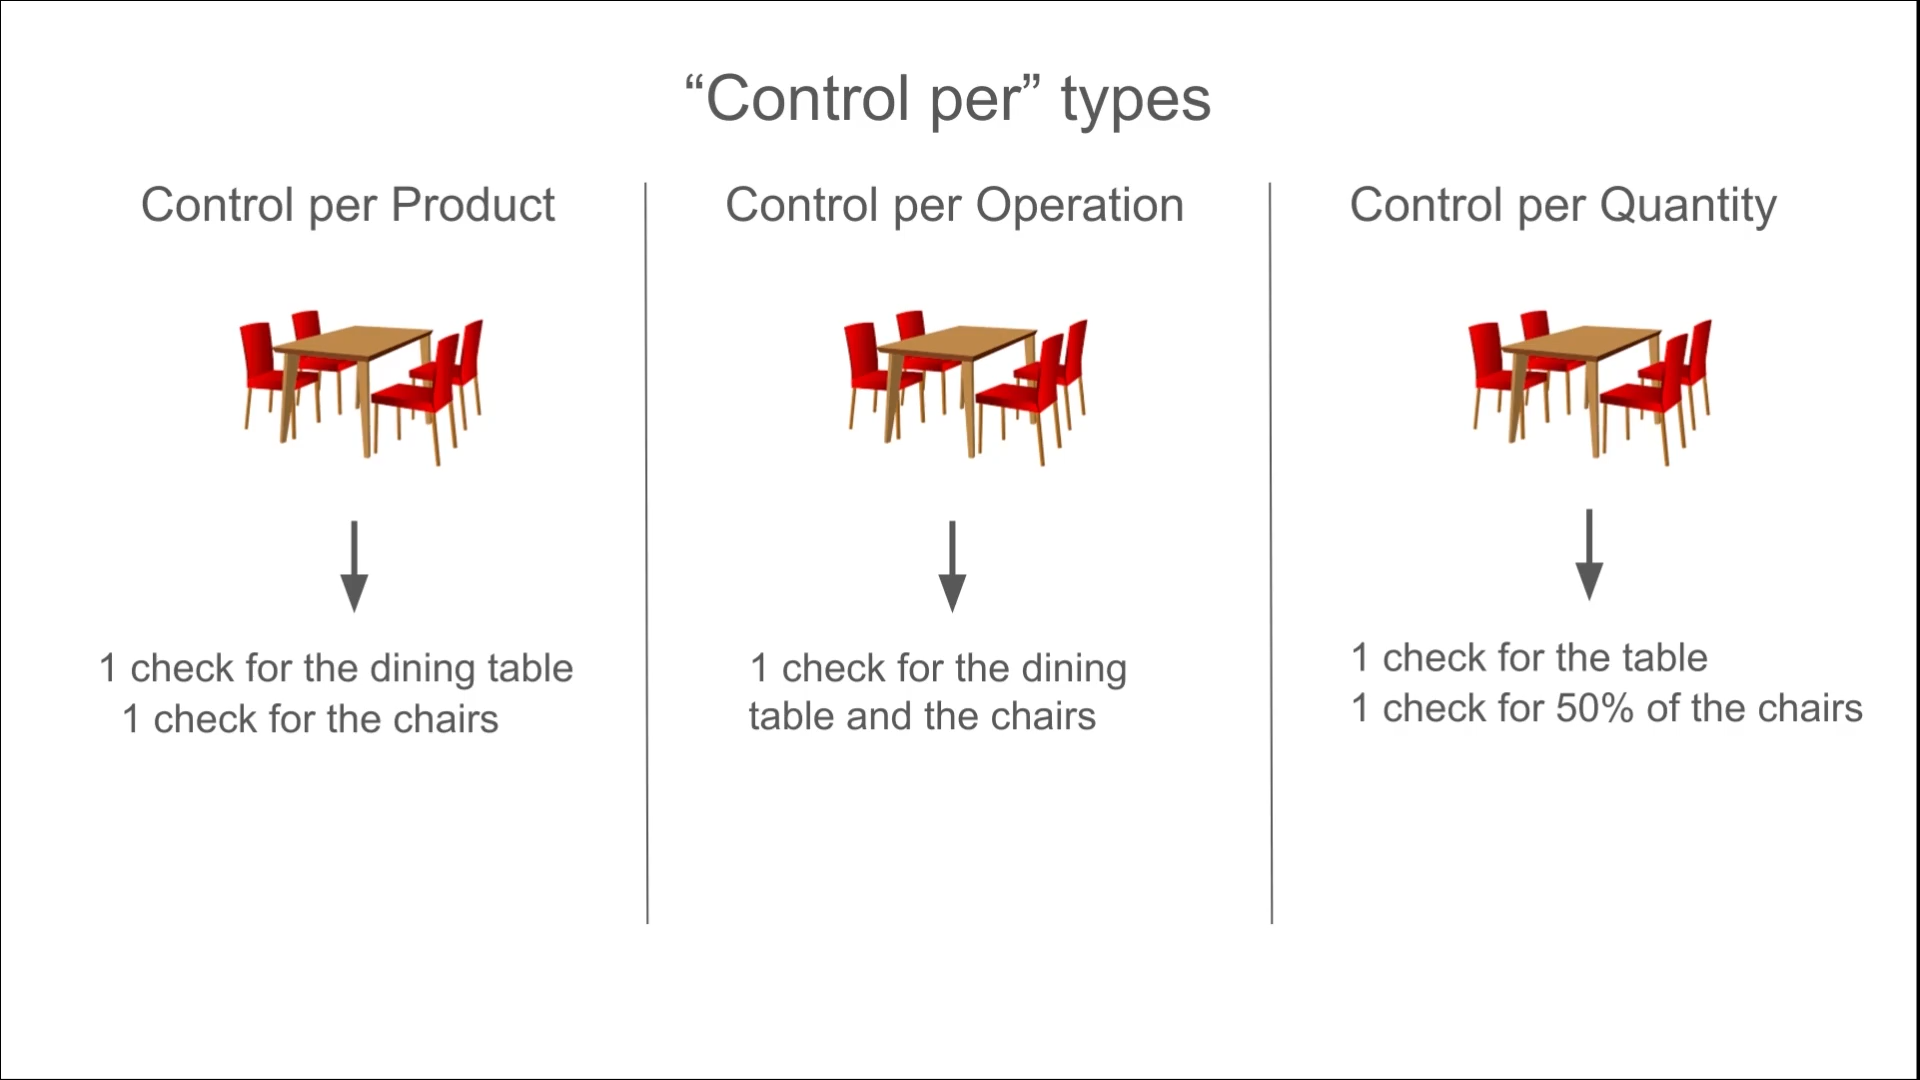 “Control per” types
Control per Product
1 check for the dining table
1 check for the chairs
Control per Operation
1 check for the dining
table and the chairs
Control per Quantity
1 check for the table
1 check for 50% of the chairs